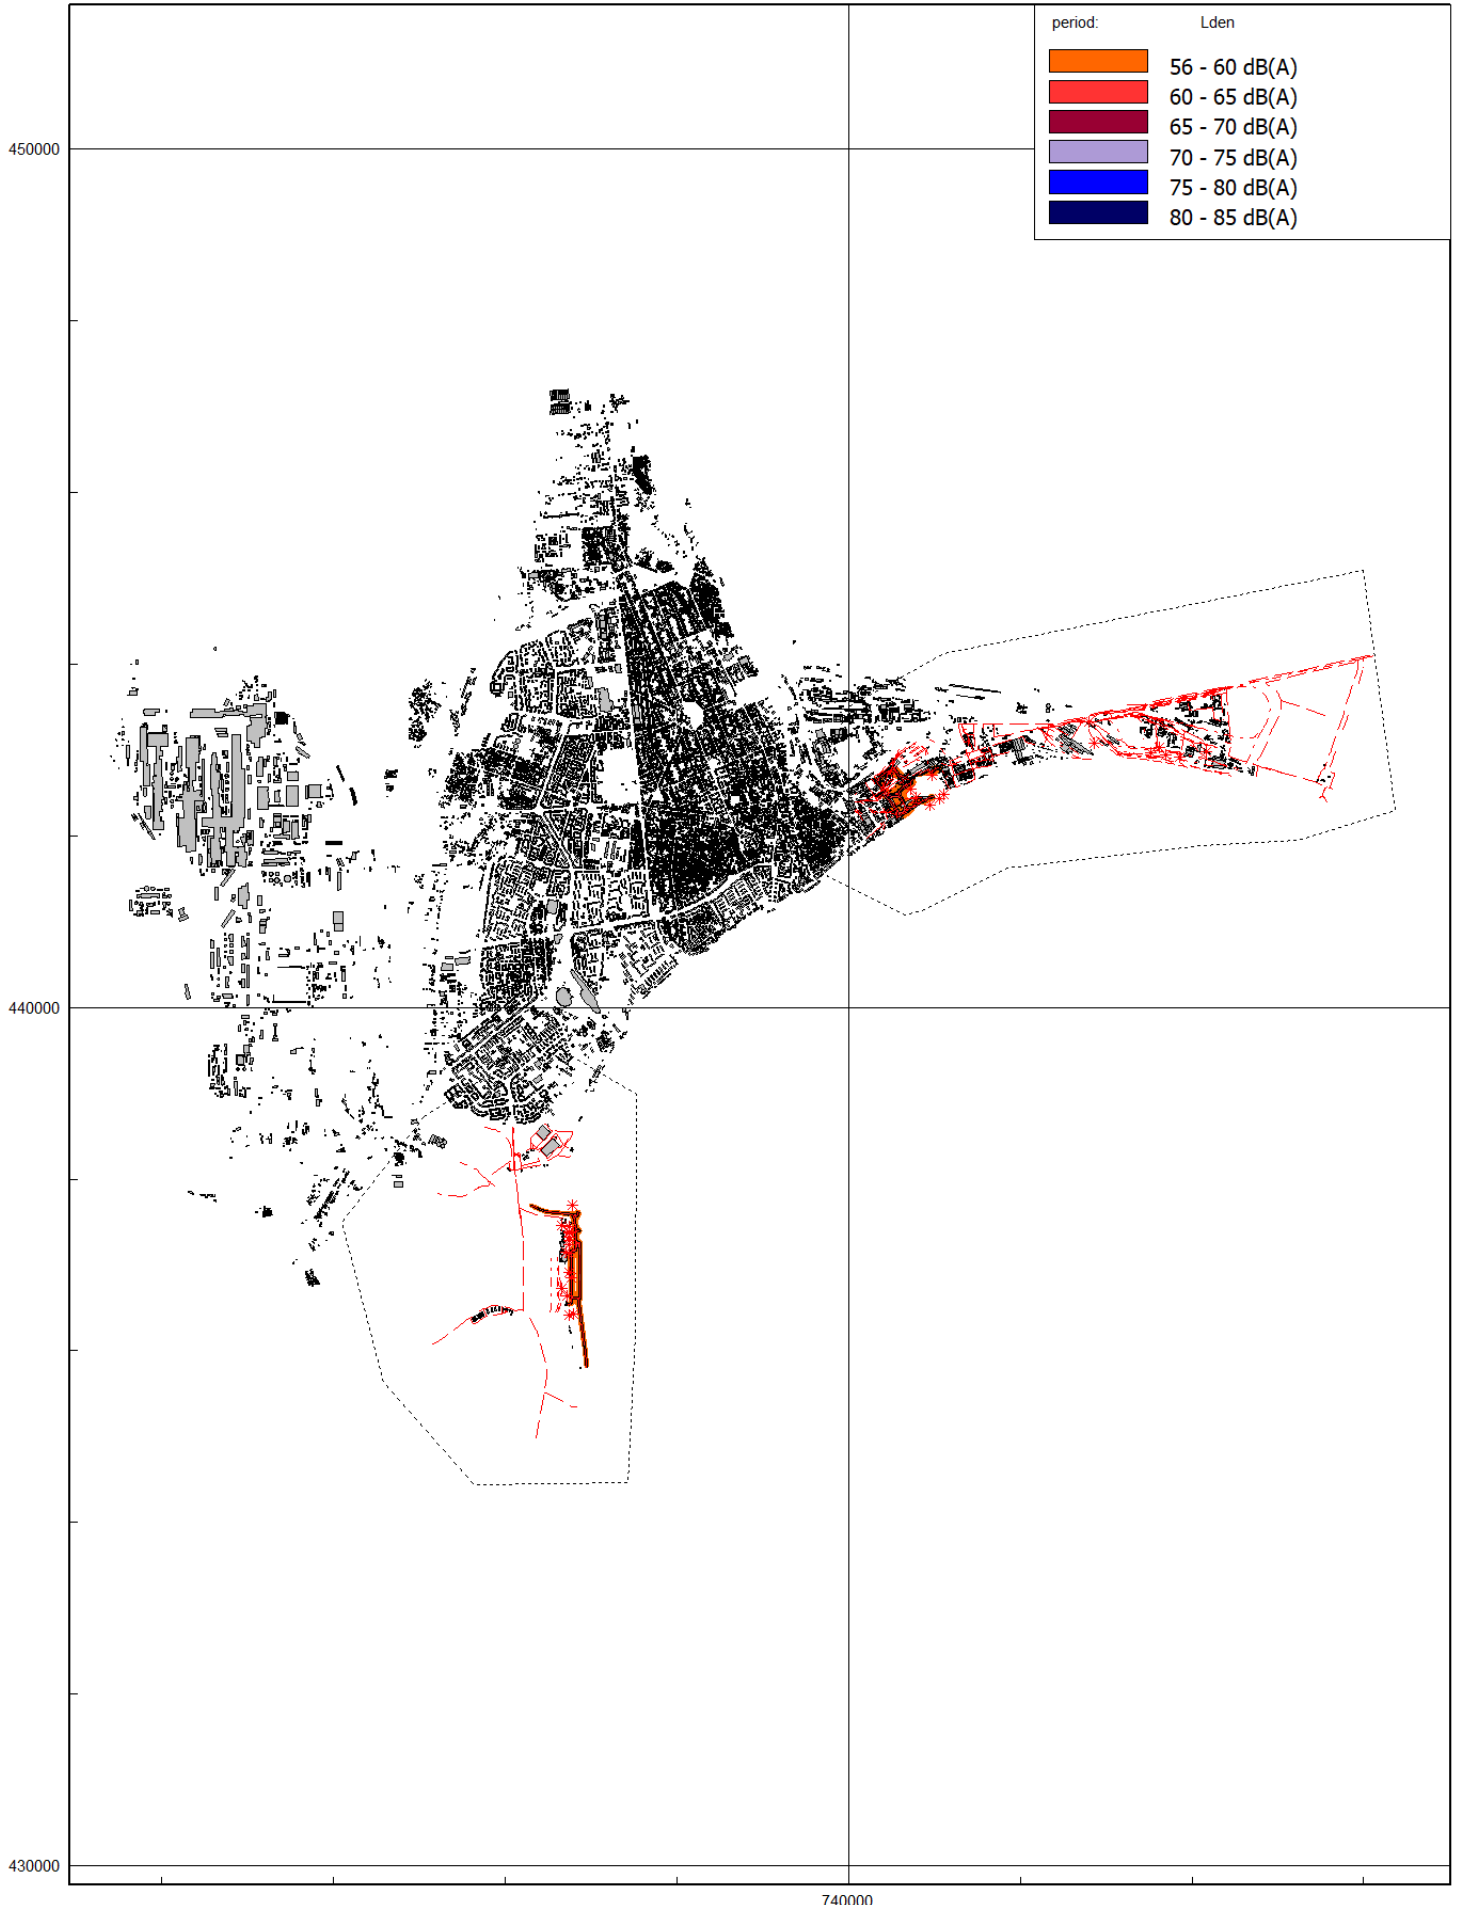 period: Lden
56 - 60 dB(A)
60 - 65 dB(A)
65 - 70 dB(A)
70 - 75 dB(A)
75 - 80 dB(A)
80 - 85 dB(A)
450000
440000
430000
740000